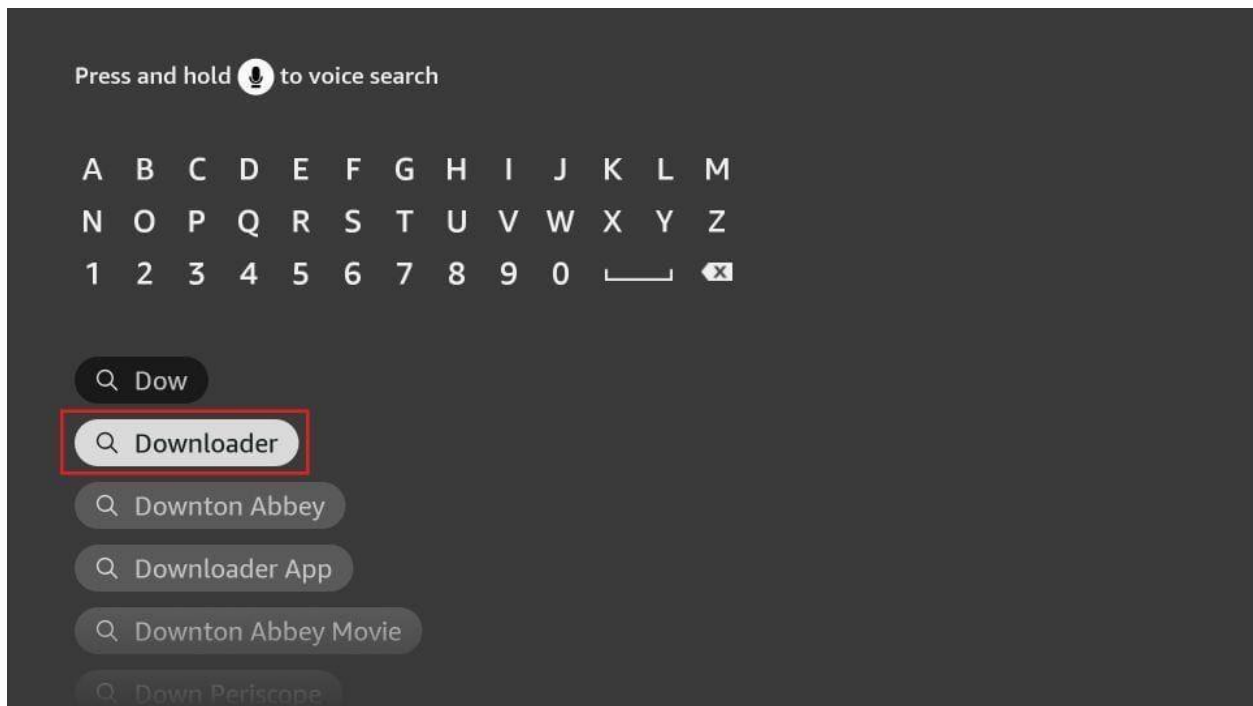 Press and hold to voice search
A B C D E F G H I J K L M
N O P Q R S T U V W X Y Z
1 2 3 4 5 6 7 8 9 0
Dow
Downloader
Downton Abbey
Downloader App
Downton Abbey Movie
Down Periscope